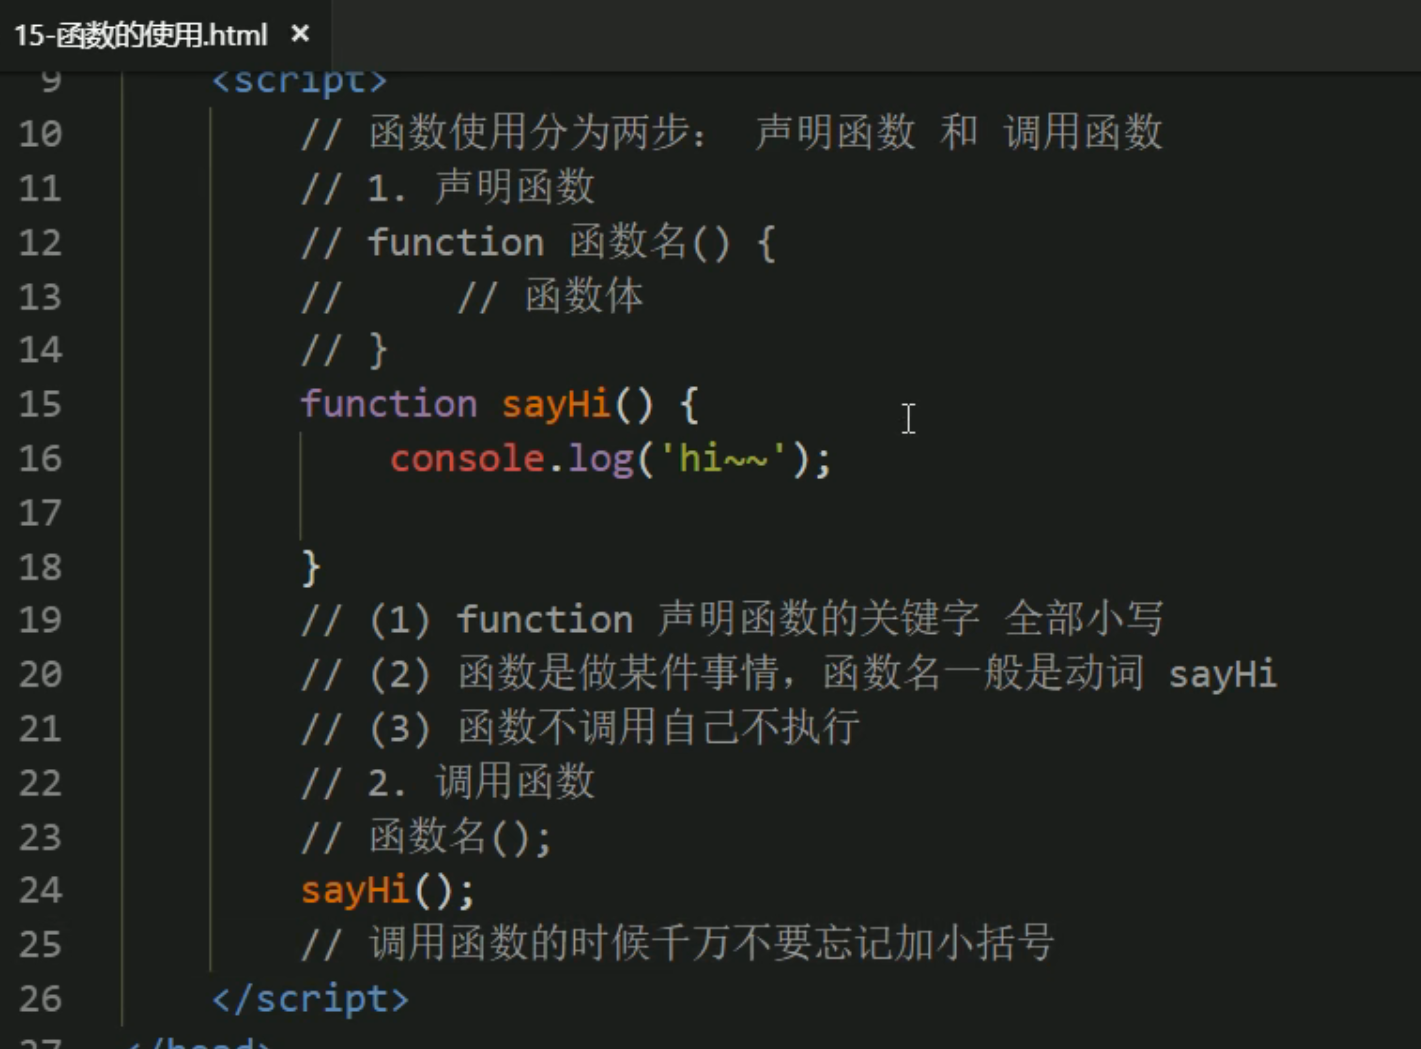 15-函数的使用.html ×
9 <script>
10 // 函数使用分为两步： 声明函数 和 调用函数
11 // 1. 声明函数
12 // function 函数名() {
13 //     // 函数体
14 // }
15 function sayHi() {
16     console.log('hi~~');
17
18 }
19 // (1) function 声明函数的关键字 全部小写
20 // (2) 函数是做某件事情，函数名一般是动词 sayHi
21 // (3) 函数不调用自己不执行
22 // 2. 调用函数
23 // 函数名();
24 sayHi();
25 // 调用函数的时候千万不要忘记加小括号
26 </script>
27 </head>